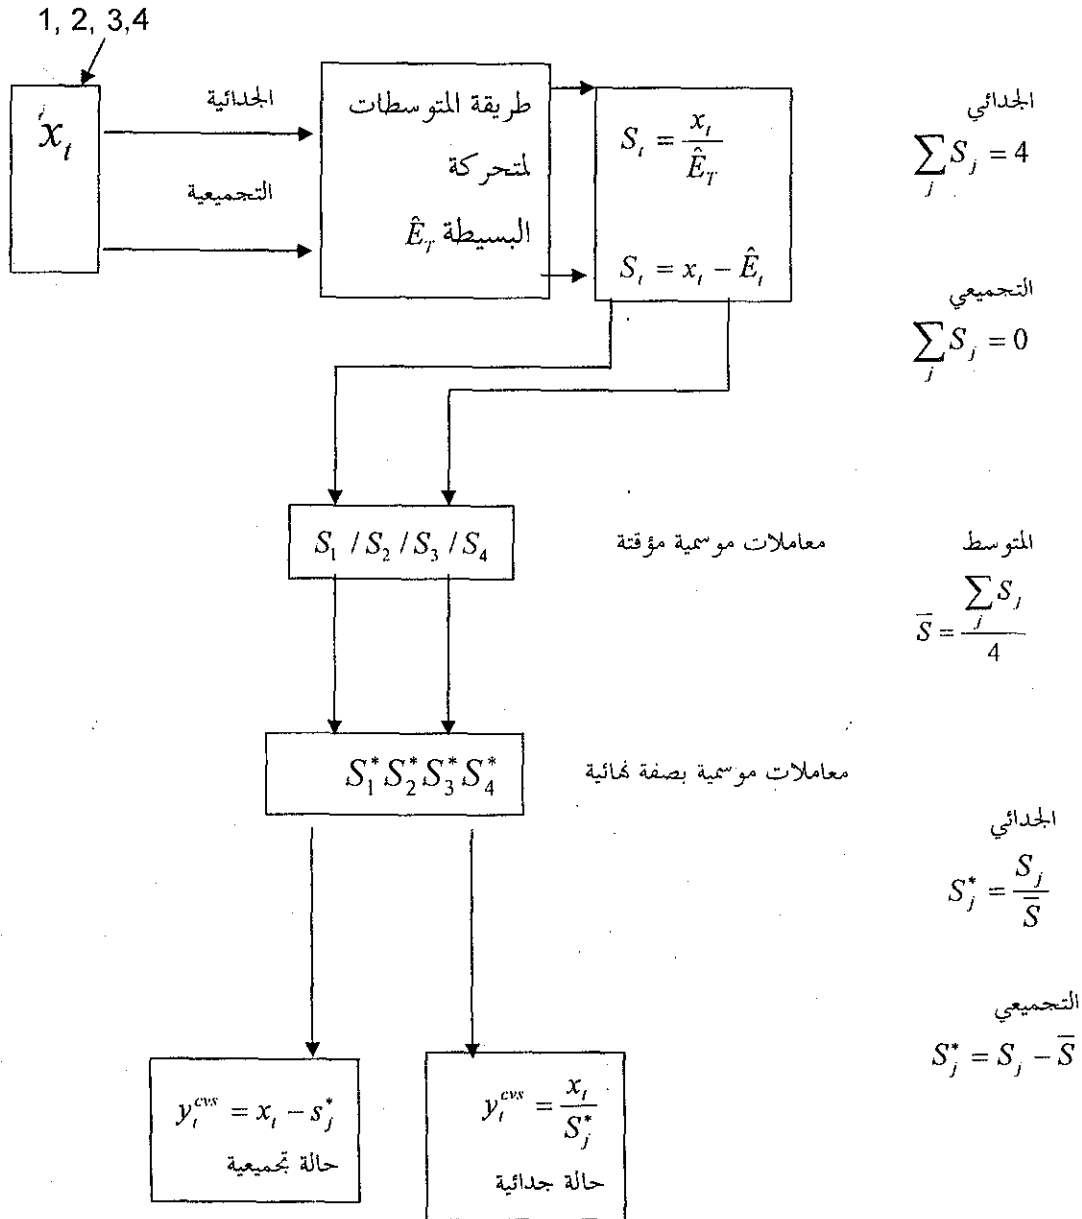 1, 2, 3,4
x_t
الجدائية
التجميعية
طريقة المتوسطات
لمتحركة
البسيطة Ê_T
S_t = x_t / Ê_T
S_t = x_t − Ê_t
الجدائي
∑_j S_j = 4
التجميعي
∑_j S_j = 0
S_1 / S_2 / S_3 / S_4
معاملات موسمية مؤقتة
المتوسط
S̄ = ∑_j S_j / 4
S_1^* S_2^* S_3^* S_4^*
معاملات موسمية بصفة نهائية
الجدائي
S_j^* = S_j / S̄
التجميعي
S_j^* = S_j − S̄
y_t^{cvs} = x_t − s_j^*
حالة تجميعية
y_t^{cvs} = x_t / S_j^*
حالة جدائية